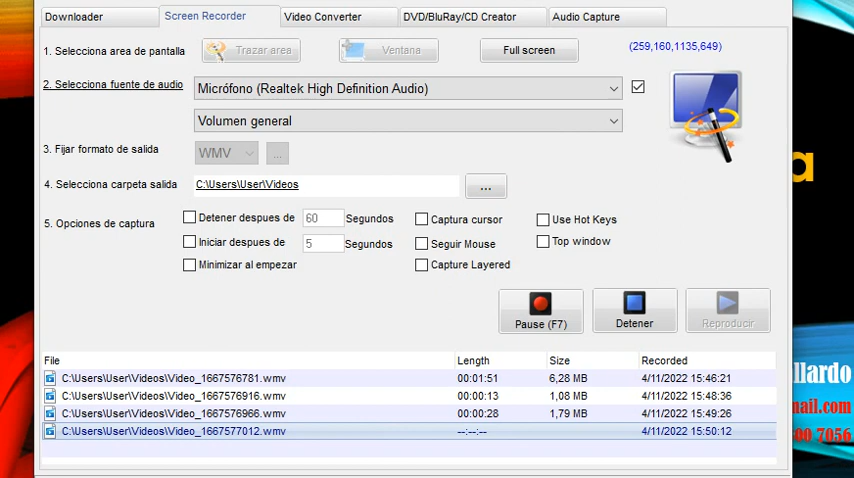 Downloader Screen Recorder Video Converter DVD/BluRay/CD Creator Audio Capture
1. Selecciona area de pantalla Trazar area Ventana Full screen (259,160,1135,649)
2. Selecciona fuente de audio Micrófono (Realtek High Definition Audio)
Volumen general
3. Fijar formato de salida WMV ...
4. Selecciona carpeta salida C:\Users\User\Videos ...
5. Opciones de captura
Detener despues de 60 Segundos Captura cursor Use Hot Keys
Iniciar despues de 5 Segundos Seguir Mouse Top window
Minimizar al empezar Capture Layered
Pause (F7) Detener Reproducir
File Length Size Recorded
C:\Users\User\Videos\Video_1667576781.wmv 00:01:51 6,28 MB 4/11/2022 15:46:21
C:\Users\User\Videos\Video_1667576916.wmv 00:00:13 1,08 MB 4/11/2022 15:48:36
C:\Users\User\Videos\Video_1667576966.wmv 00:00:28 1,79 MB 4/11/2022 15:49:26
C:\Users\User\Videos\Video_1667577012.wmv --:--:-- 4/11/2022 15:50:12
a
llardo
mail.com
00 7056